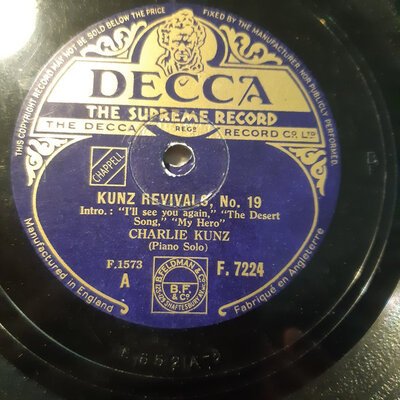 THIS COPYRIGHT RECORD MAY NOT BE SOLD BELOW THE PRICE FIXED BY THE MANUFACTURER NOR PUBLICLY PERFORMED.
DECCA
THE SUPREME RECORD
THE DECCA REGD RECORD CO. LTD
CHAPPELL
KUNZ REVIVALS, No. 19
Intro.: "I'll see you again," "The Desert
Song," "My Hero"
CHARLIE KUNZ
(Piano Solo)
F.1573
A
B. FELDMAN & CO
B.F.
& Co
F. 7224
Manufactured in England
Fabriqué en Angleterre